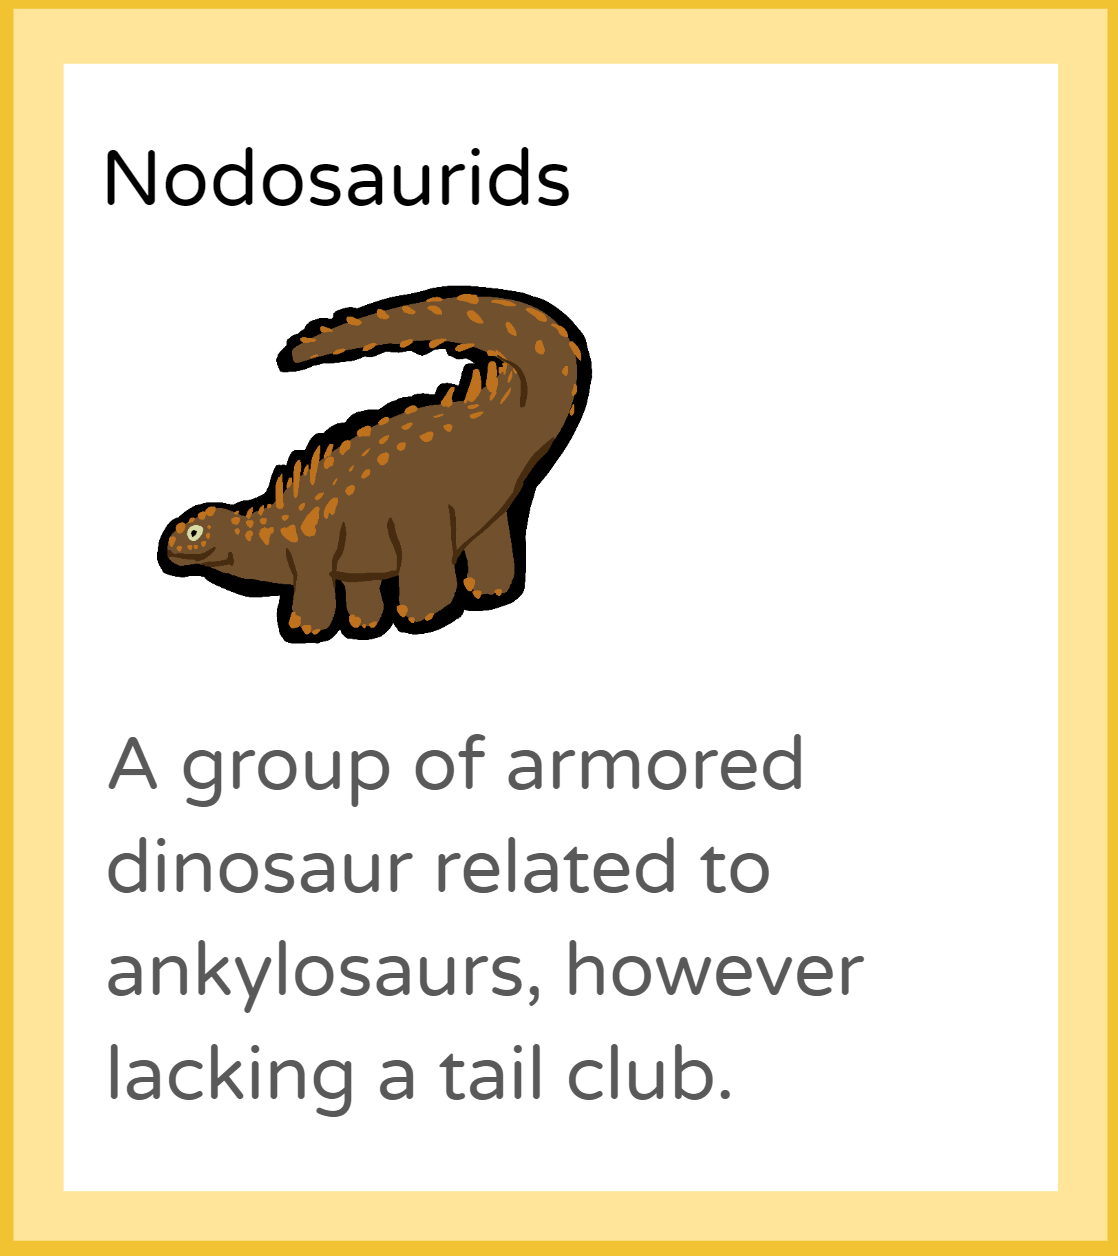 Nodosaurids
A group of armored
dinosaur related to
ankylosaurs, however
lacking a tail club.